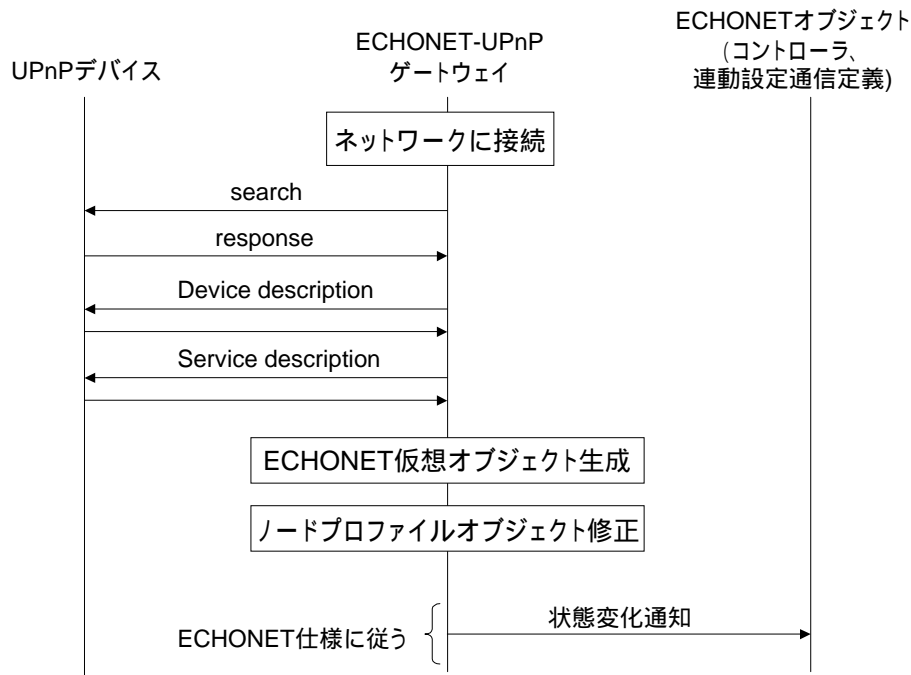 UPnPデバイス
ECHONET-UPnP
ゲートウェイ
ECHONETオブジェクト
(コントローラ、
連動設定通信定義)
ネットワークに接続
search
response
Device description
Service description
ECHONET仮想オブジェクト生成
ノードプロファイルオブジェクト修正
状態変化通知
ECHONET仕様に従う